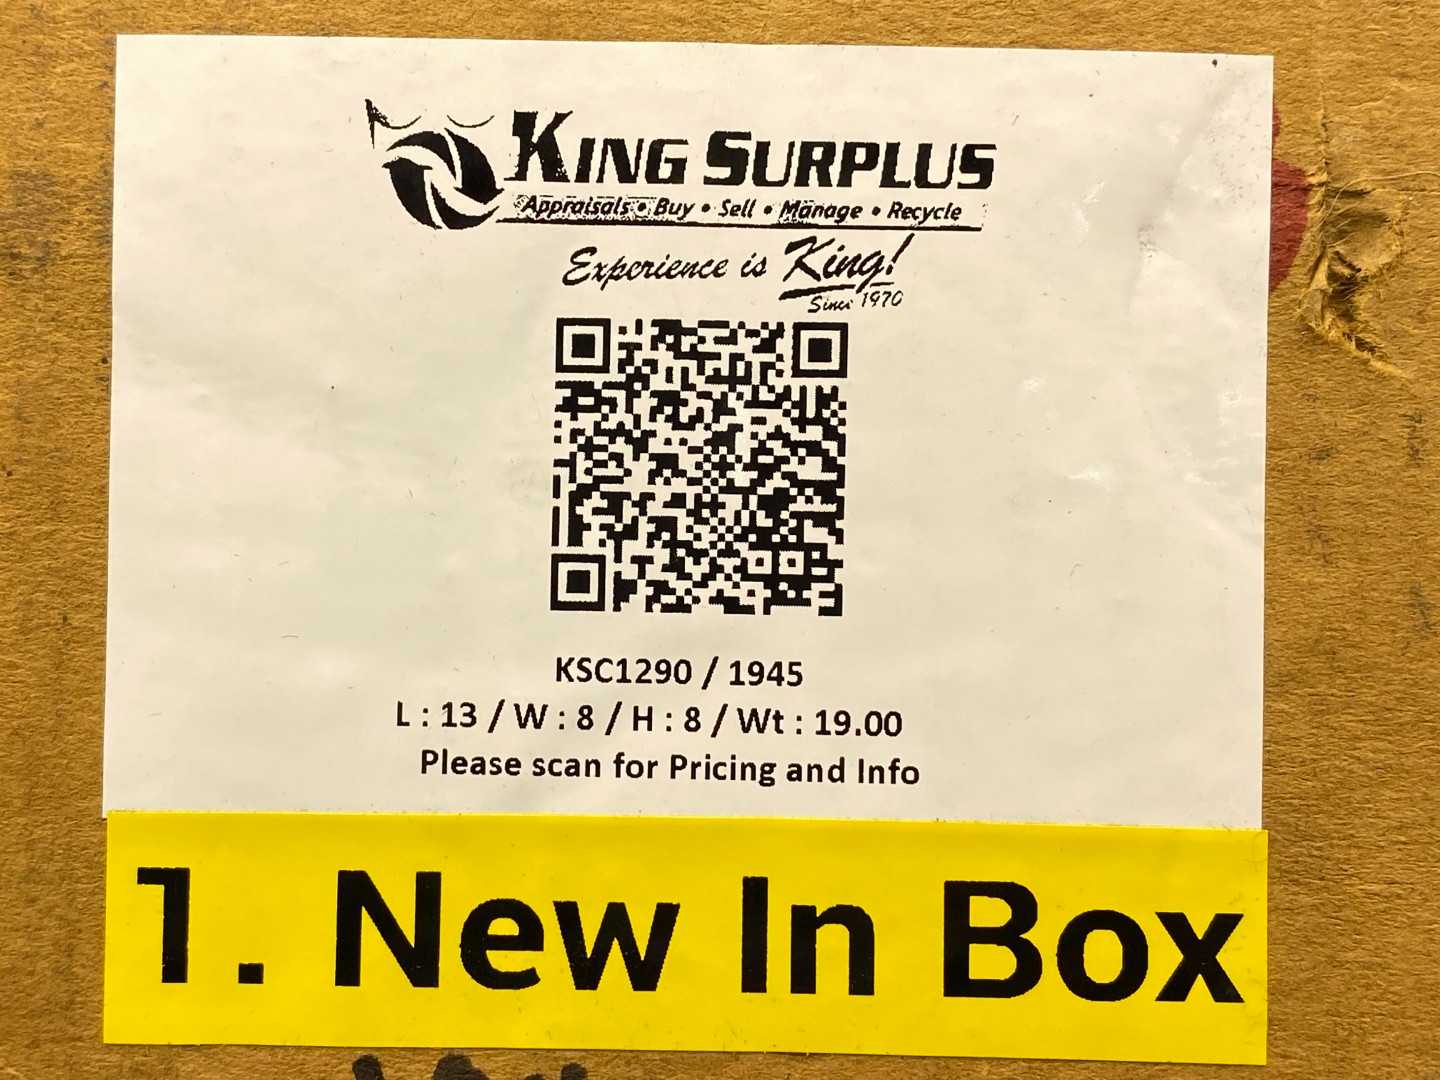 KING SURPLUS
Appraisals • Buy • Sell • Manage • Recycle
Experience is King!
Since 1970
KSC1290 / 1945
L : 13 / W : 8 / H : 8 / Wt : 19.00
Please scan for Pricing and Info
1. New In Box